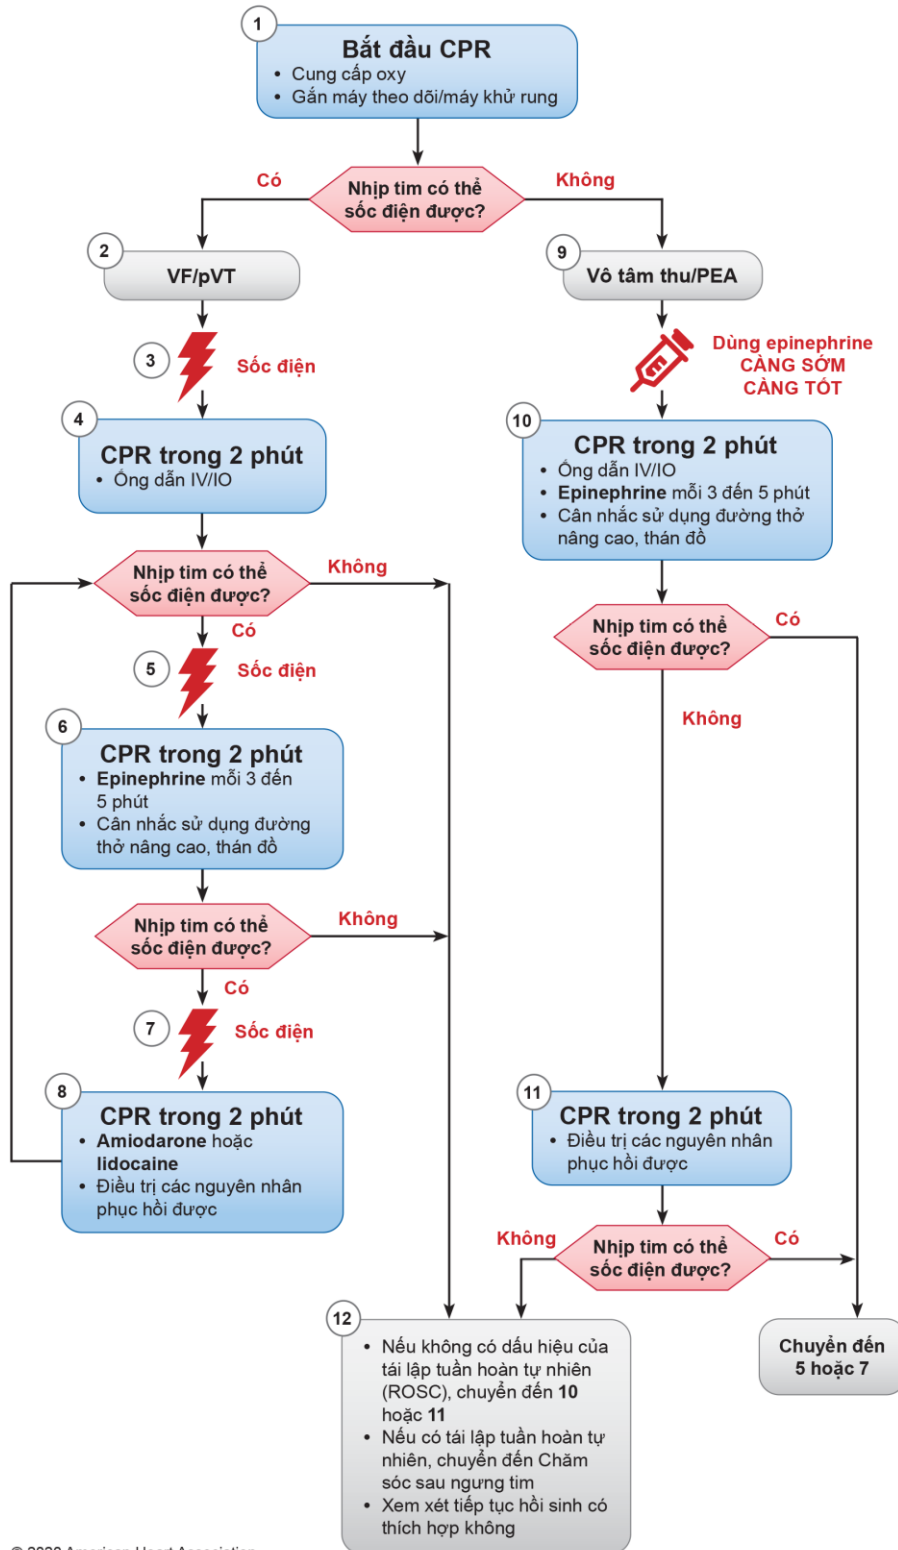 1
Bắt đầu CPR
• Cung cấp oxy
• Gắn máy theo dõi/máy khử rung
Nhịp tim có thể
sốc điện được?
Có
Không
2
VF/pVT
3
Sốc điện
4
CPR trong 2 phút
• Ống dẫn IV/IO
Nhịp tim có thể
sốc điện được?
Không
Có
5
Sốc điện
6
CPR trong 2 phút
• Epinephrine mỗi 3 đến
5 phút
• Cân nhắc sử dụng đường
thở nâng cao, thán đồ
Nhịp tim có thể
sốc điện được?
Không
Có
7
Sốc điện
8
CPR trong 2 phút
• Amiodarone hoặc
lidocaine
• Điều trị các nguyên nhân
phục hồi được
9
Vô tâm thu/PEA
Dùng epinephrine
CÀNG SỚM
CÀNG TỐT
10
CPR trong 2 phút
• Ống dẫn IV/IO
• Epinephrine mỗi 3 đến 5 phút
• Cân nhắc sử dụng đường thở
nâng cao, thán đồ
Nhịp tim có thể
sốc điện được?
Có
Không
11
CPR trong 2 phút
• Điều trị các nguyên nhân
phục hồi được
Nhịp tim có thể
sốc điện được?
Không
Có
12
• Nếu không có dấu hiệu của
tái lập tuần hoàn tự nhiên
(ROSC), chuyển đến 10
hoặc 11
• Nếu có tái lập tuần hoàn tự
nhiên, chuyển đến Chăm
sóc sau ngưng tim
• Xem xét tiếp tục hồi sinh có
thích hợp không
Chuyển đến
5 hoặc 7
© 2020 American Heart Association